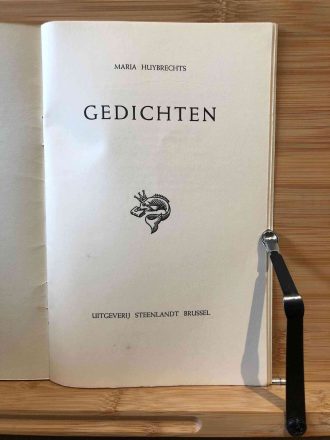 MARIA HUYBRECHTS
GEDICHTEN
UITGEVERIJ STEENLANDT BRUSSEL